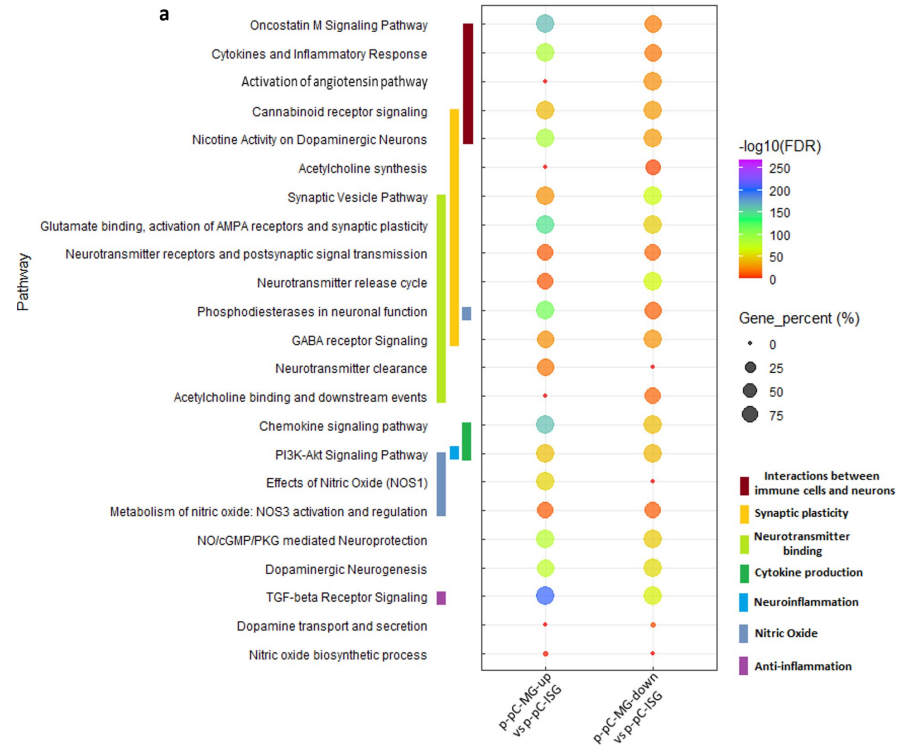 a
Oncostatin M Signaling Pathway
Cytokines and Inflammatory Response
Activation of angiotensin pathway
Cannabinoid receptor signaling
Nicotine Activity on Dopaminergic Neurons
Acetylcholine synthesis
Synaptic Vesicle Pathway
Glutamate binding, activation of AMPA receptors and synaptic plasticity
Neurotransmitter receptors and postsynaptic signal transmission
Neurotransmitter release cycle
Phosphodiesterases in neuronal function
GABA receptor Signaling
Neurotransmitter clearance
Acetylcholine binding and downstream events
Chemokine signaling pathway
PI3K-Akt Signaling Pathway
Effects of Nitric Oxide (NOS1)
Metabolism of nitric oxide: NOS3 activation and regulation
NO/cGMP/PKG mediated Neuroprotection
Dopaminergic Neurogenesis
TGF-beta Receptor Signaling
Dopamine transport and secretion
Nitric oxide biosynthetic process
Pathway
p-pC-MG-up
vs p-pC-ISG
p-pC-MG-down
vs p-pC-ISG
-log10(FDR)
250
200
150
100
50
0
Gene_percent (%)
0
25
50
75
Interactions between
immune cells and neurons
Synaptic plasticity
Neurotransmitter
binding
Cytokine production
Neuroinflammation
Nitric Oxide
Anti-inflammation